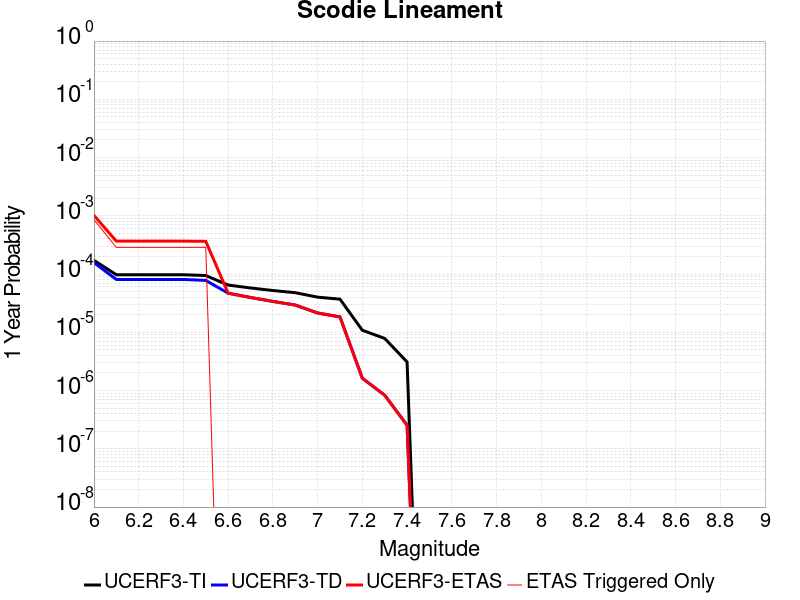 Scodie Lineament
10^0
10^-1
10^-2
10^-3
10^-4
10^-5
10^-6
10^-7
10^-8
1 Year Probability
6 6.2 6.4 6.6 6.8 7 7.2 7.4 7.6 7.8 8 8.2 8.4 8.6 8.8 9
Magnitude
UCERF3-TI UCERF3-TD UCERF3-ETAS ETAS Triggered Only